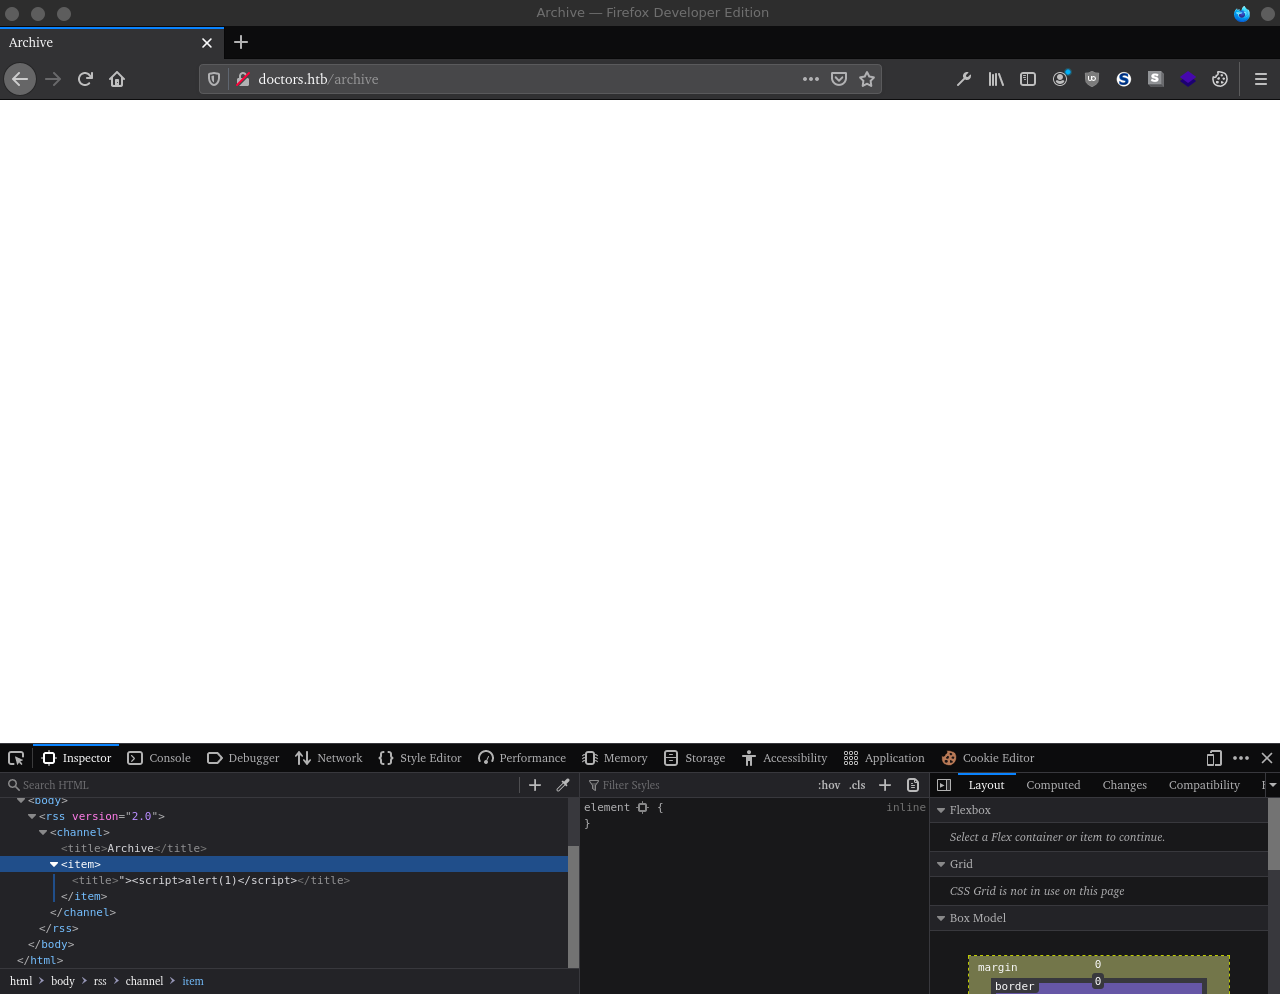 Archive — Firefox Developer Edition
Archive
doctors.htb/archive
Inspector Console Debugger Network Style Editor Performance Memory Storage Accessibility Application Cookie Editor
Search HTML
Filter Styles :hov .cls
Layout Computed Changes Compatibility
<body>
<rss version="2.0">
<channel>
<title>Archive</title>
<item>
<title>"><script>alert(1)</script></title>
</item>
</channel>
</rss>
</body>
</html>
html > body > rss > channel > item
element { inline
}
Flexbox
Select a Flex container or item to continue.
Grid
CSS Grid is not in use on this page
Box Model
margin 0
border 0